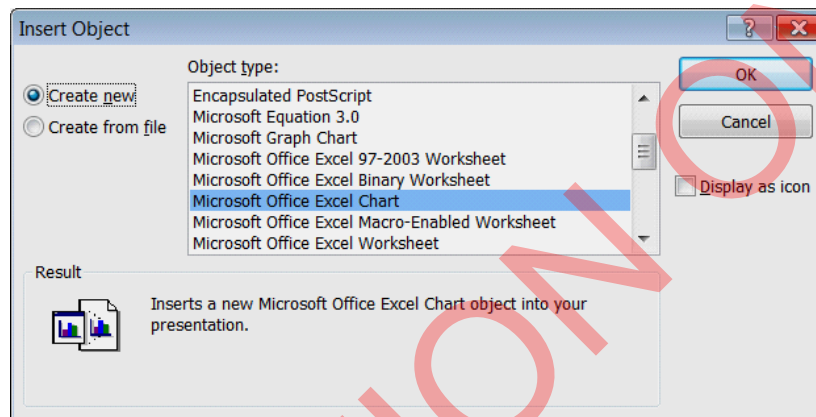 Insert Object
Object type:
Create new
Create from file
Encapsulated PostScript
Microsoft Equation 3.0
Microsoft Graph Chart
Microsoft Office Excel 97-2003 Worksheet
Microsoft Office Excel Binary Worksheet
Microsoft Office Excel Chart
Microsoft Office Excel Macro-Enabled Worksheet
Microsoft Office Excel Worksheet
OK
Cancel
Display as icon
Result
Inserts a new Microsoft Office Excel Chart object into your
presentation.